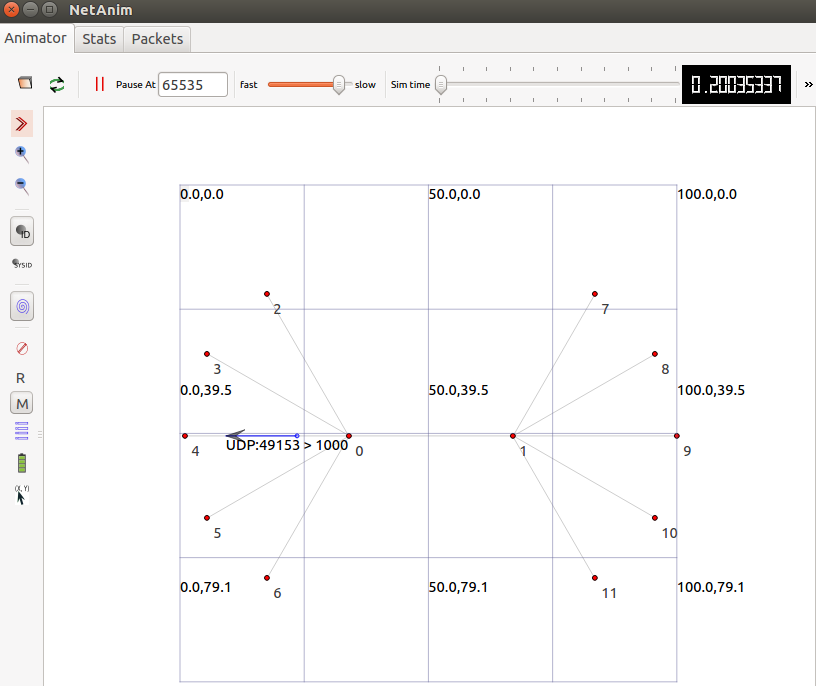 NetAnim
Animator Stats Packets
Pause At 65535 fast slow Sim time 0.20035337 »
ID
SYSID
R
M
(X, Y)
0.0,0.0 50.0,0.0 100.0,0.0
2 7
3 8
0.0,39.5 50.0,39.5 100.0,39.5
UDP:49153 > 1000
4 0 1 9
5 10
0.0,79.1 50.0,79.1 100.0,79.1
6 11